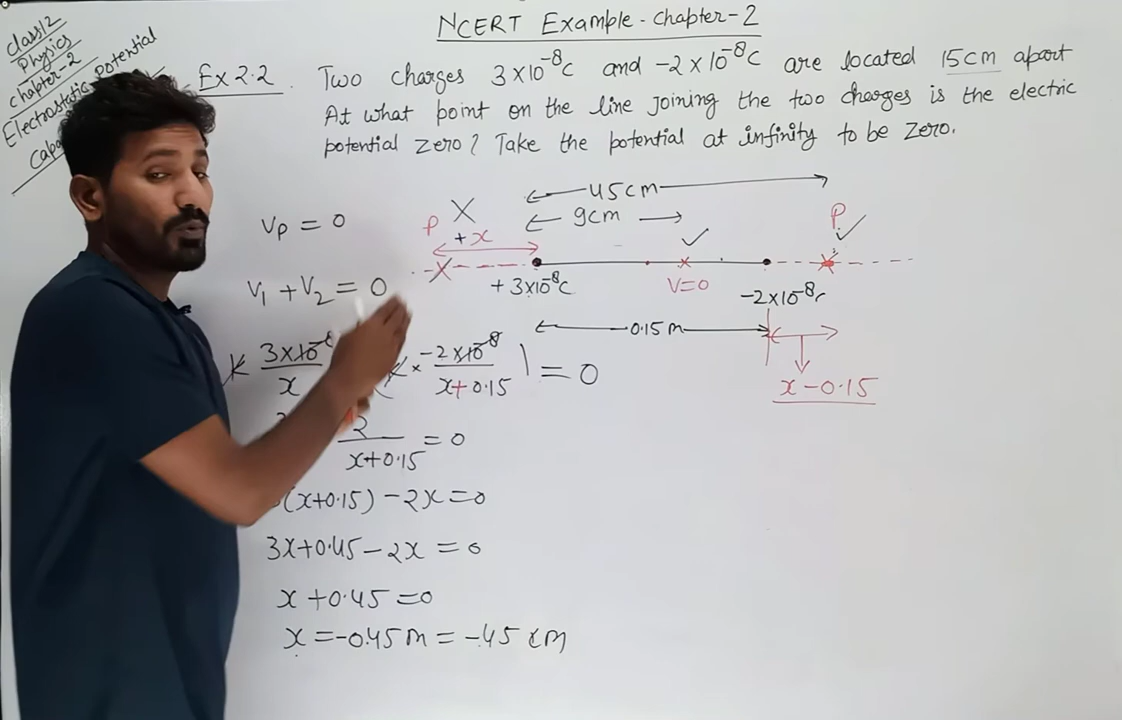 NCERT Example - Chapter-2
Class 12
Physics
chapter-2
Electrostatic Potential
Ex 2.2 Two charges 3×10⁻⁸C and -2×10⁻⁸C are located 15cm apart
At what point on the line joining the two charges is the electric
potential zero? Take the potential at infinity to be zero.
45cm
9cm
P X
+x
P ✓
✓
+3×10⁻⁸C
V=0
-2×10⁻⁸C
0.15m
x-0.15
Vp = 0
V₁ + V₂ = 0
K 3×10⁻⁸/x (K × -2×10⁻⁸/x+0.15) = 0
2/x+0.15 = 0
(x+0.15) - 2x = 0
3x+0.45-2x = 0
x+0.45=0
x=-0.45m = -45cm